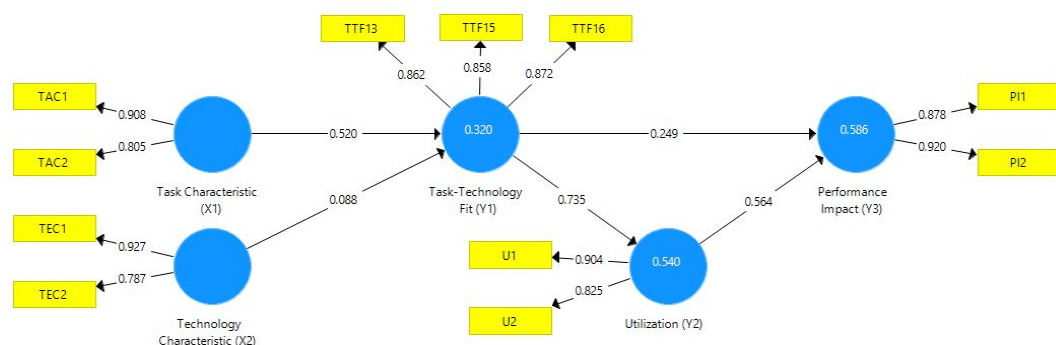 TTF13
TTF15
TTF16
0.862
0.858
0.872
TAC1
TAC2
0.908
0.805
Task Characteristic
(X1)
0.520
0.320
Task-Technology
Fit (Y1)
0.249
0.586
Performance
Impact (Y3)
0.878
0.920
PI1
PI2
0.088
0.735
0.564
TEC1
TEC2
0.927
0.787
Technology
Characteristic (X2)
U1
U2
0.904
0.825
0.540
Utilization (Y2)